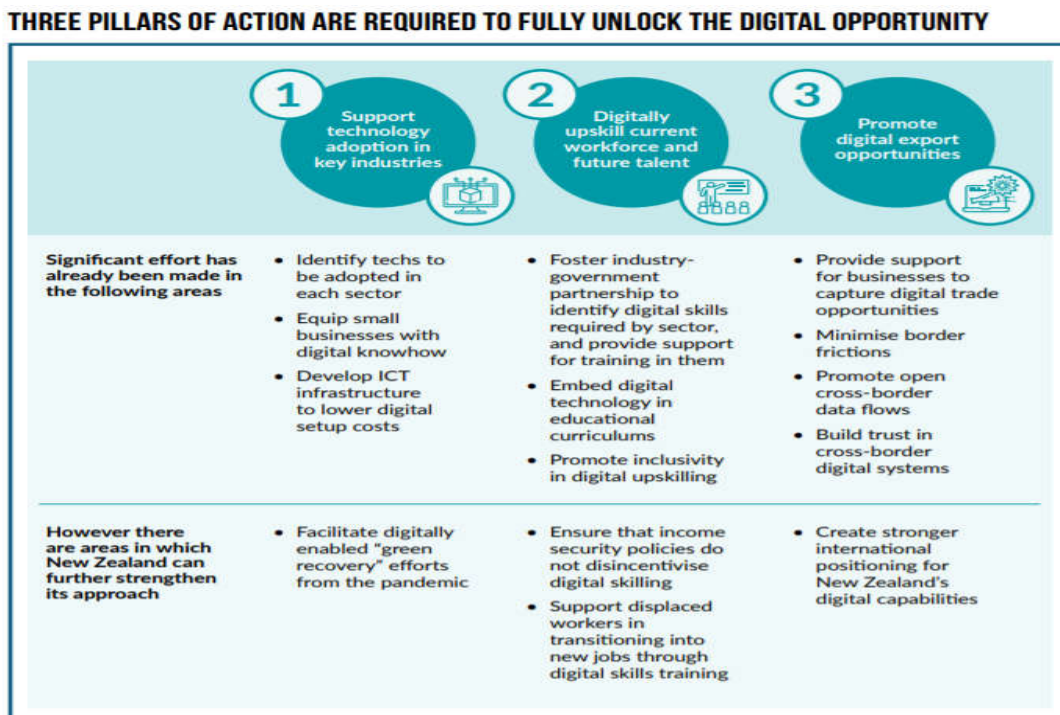 THREE PILLARS OF ACTION ARE REQUIRED TO FULLY UNLOCK THE DIGITAL OPPORTUNITY
1
Support
technology
adoption in
key industries
2
Digitally
upskill current
workforce and
future talent
3
Promote
digital export
opportunities
Significant effort has
already been made in
the following areas
• Identify techs to
be adopted in
each sector
• Equip small
businesses with
digital knowhow
• Develop ICT
infrastructure
to lower digital
setup costs
• Foster industry-
government
partnership to
identify digital skills
required by sector,
and provide support
for training in them
• Embed digital
technology in
educational
curriculums
• Promote inclusivity
in digital upskilling
• Provide support
for businesses to
capture digital trade
opportunities
• Minimise border
frictions
• Promote open
cross-border
data flows
• Build trust in
cross-border
digital systems
However there
are areas in which
New Zealand can
further strengthen
its approach
• Facilitate digitally
enabled "green
recovery" efforts
from the pandemic
• Ensure that income
security policies do
not disincentivise
digital skilling
• Support displaced
workers in
transitioning into
new jobs through
digital skills training
• Create stronger
international
positioning for
New Zealand's
digital capabilities